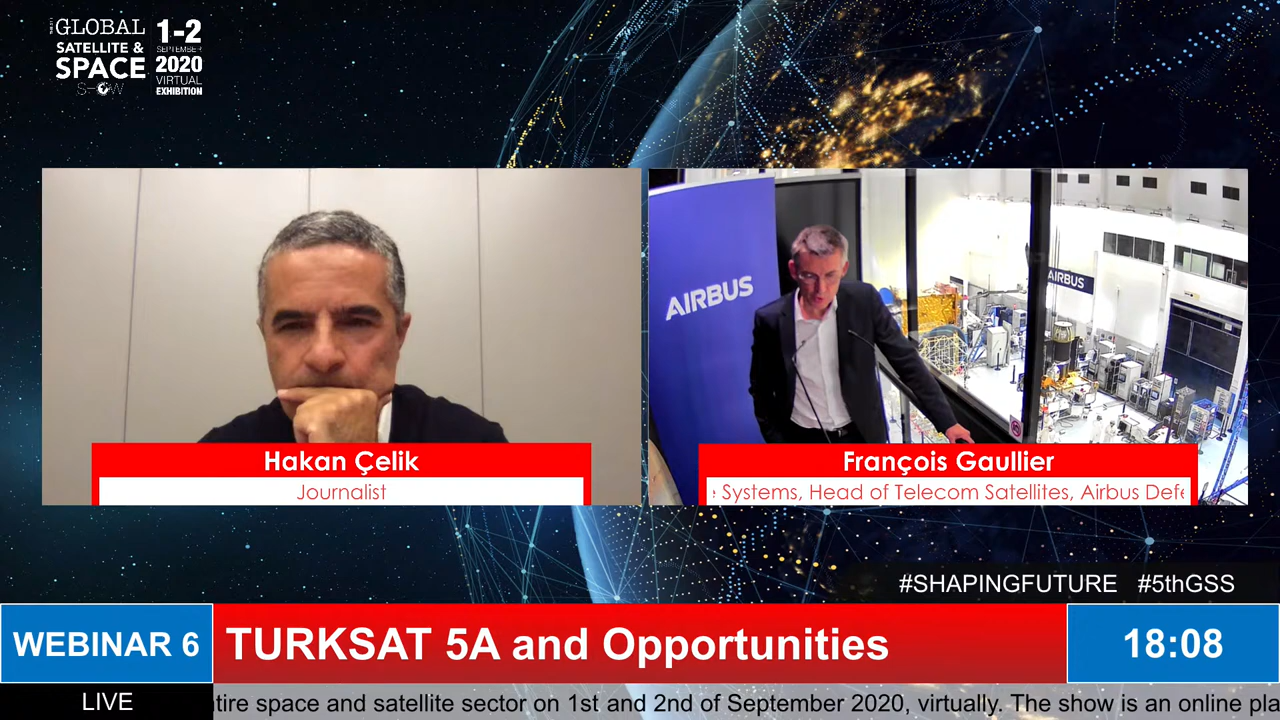 GLOBAL
SATELLITE &
SPACE
SHOW
1-2
SEPTEMBER
2020
VIRTUAL
EXHIBITION
AIRBUS
AIRBUS
Hakan Çelik
Journalist
François Gaullier
Systems, Head of Telecom Satellites, Airbus Defe
#SHAPINGFUTURE #5thGSS
WEBINAR 6
TURKSAT 5A and Opportunities
18:08
LIVE
tire space and satellite sector on 1st and 2nd of September 2020, virtually. The show is an online pla